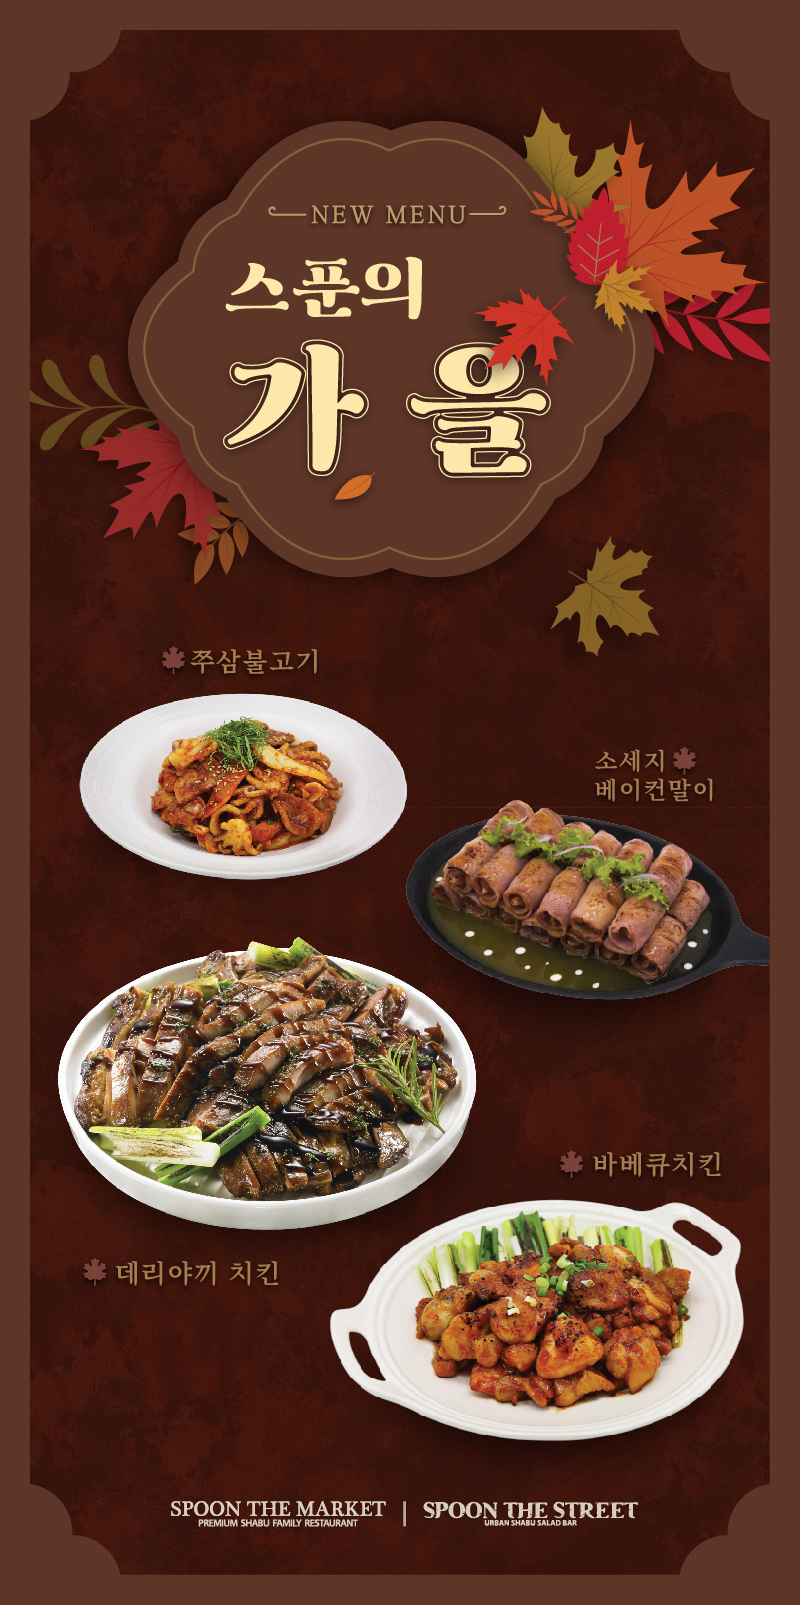 NEW MENU
스푼의
가을
쭈삼불고기
소세지
베이컨말이
데리야끼 치킨
바베큐치킨
SPOON THE MARKET | SPOON THE STREET
PREMIUM SHABU FAMILY RESTAURANT URBAN SHABU SALAD BAR